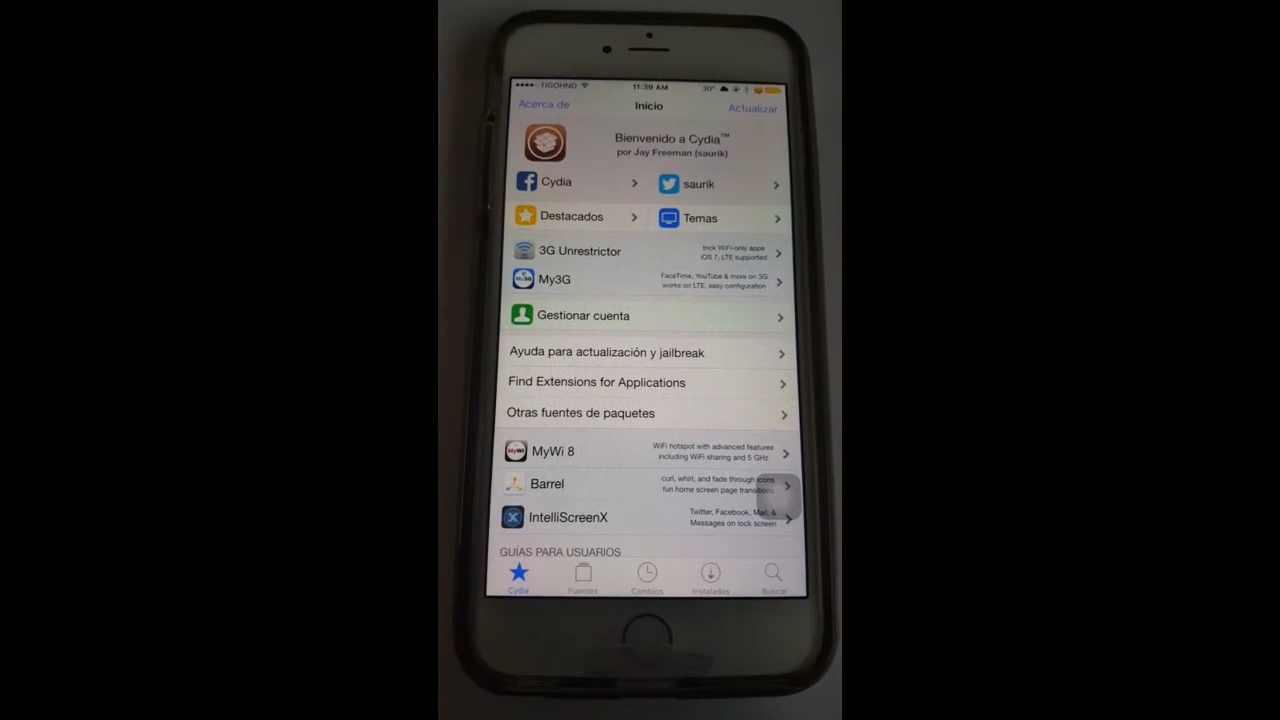 TIGOHND 11:39 AM 30°
Acerca de Inicio Actualizar
Bienvenido a Cydia™
por Jay Freeman (saurik)
Cydia saurik
Destacados Temas
3G Unrestrictor
trick WiFi-only apps
iOS 7, LTE supported
My3G
FaceTime, YouTube & more on 3G
works on LTE, easy configuration
Gestionar cuenta
Ayuda para actualización y jailbreak
Find Extensions for Applications
Otras fuentes de paquetes
MyWi 8
WiFi hotspot with advanced features
including WiFi sharing and 5 GHz
Barrel
curl, whirl, and fade through icons
fun home screen page transitions
IntelliScreenX
Twitter, Facebook, Mail, &
Messages on lock screen
GUÍAS PARA USUARIOS
Cydia Fuentes Cambios Instalados Buscar